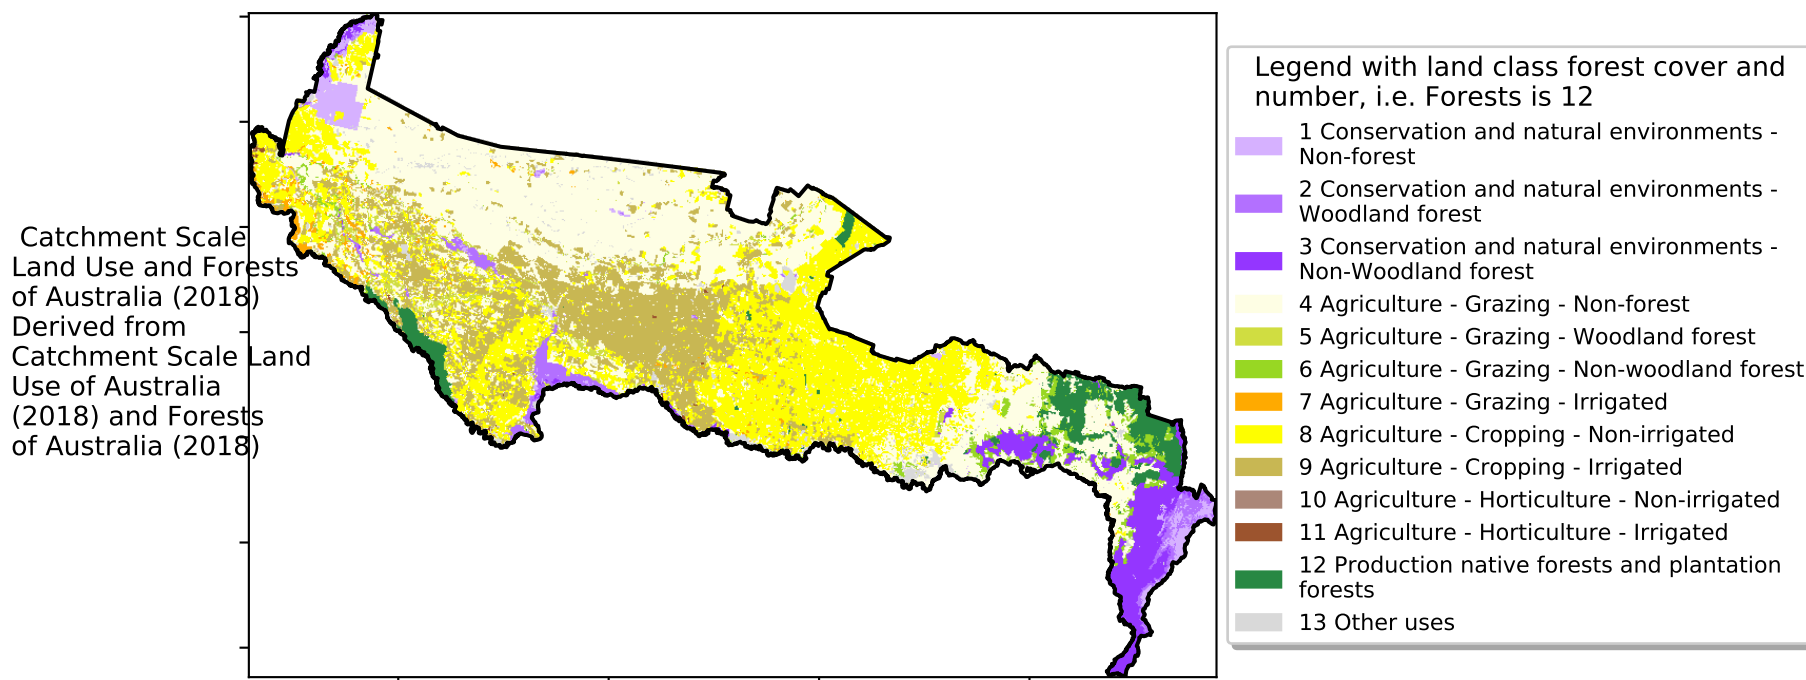 Catchment Scale
Land Use and Forests
of Australia (2018)
Derived from
Catchment Scale Land
Use of Australia
(2018) and Forests
of Australia (2018)
Legend with land class forest cover and
number, i.e. Forests is 12
1 Conservation and natural environments -
Non-forest
2 Conservation and natural environments -
Woodland forest
3 Conservation and natural environments -
Non-Woodland forest
4 Agriculture - Grazing - Non-forest
5 Agriculture - Grazing - Woodland forest
6 Agriculture - Grazing - Non-woodland forest
7 Agriculture - Grazing - Irrigated
8 Agriculture - Cropping - Non-irrigated
9 Agriculture - Cropping - Irrigated
10 Agriculture - Horticulture - Non-irrigated
11 Agriculture - Horticulture - Irrigated
12 Production native forests and plantation
forests
13 Other uses